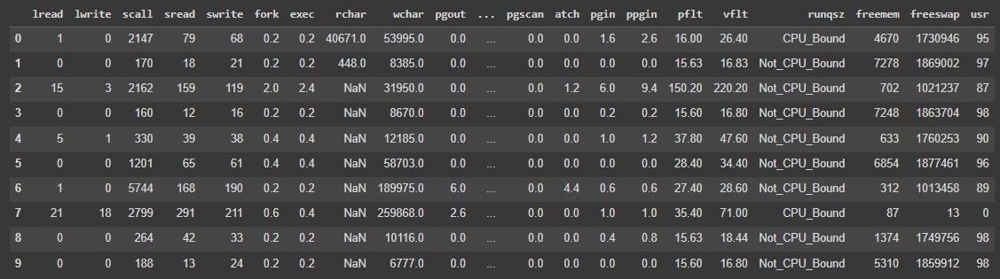 lread lwrite scall sread swrite fork exec rchar wchar pgout ... pgscan atch pgin ppgin pflt vflt runqsz freemem freeswap usr
0 1 0 2147 79 68 0.2 0.2 40671.0 53995.0 0.0 ... 0.0 0.0 1.6 2.6 16.00 26.40 CPU_Bound 4670 1730946 95
1 0 0 170 18 21 0.2 0.2 448.0 8385.0 0.0 ... 0.0 0.0 0.0 0.0 15.63 16.83 Not_CPU_Bound 7278 1869002 97
2 15 3 2162 159 119 2.0 2.4 NaN 31950.0 0.0 ... 0.0 1.2 6.0 9.4 150.20 220.20 Not_CPU_Bound 702 1021237 87
3 0 0 160 12 16 0.2 0.2 NaN 8670.0 0.0 ... 0.0 0.0 0.2 0.2 15.60 16.80 Not_CPU_Bound 7248 1863704 98
4 5 1 330 39 38 0.4 0.4 NaN 12185.0 0.0 ... 0.0 0.0 1.0 1.2 37.80 47.60 Not_CPU_Bound 633 1760253 90
5 0 0 1201 65 61 0.4 0.4 NaN 58703.0 0.0 ... 0.0 0.0 0.0 0.0 28.40 34.40 Not_CPU_Bound 6854 1877461 96
6 1 0 5744 168 190 0.2 0.2 NaN 189975.0 6.0 ... 0.0 4.4 0.6 0.6 27.40 28.60 Not_CPU_Bound 312 1013458 89
7 21 18 2799 291 211 0.6 0.4 NaN 259868.0 2.6 ... 0.0 0.0 1.0 1.0 35.40 71.00 CPU_Bound 87 13 0
8 0 0 264 42 33 0.2 0.2 NaN 10116.0 0.0 ... 0.0 0.0 0.4 0.8 15.63 18.44 Not_CPU_Bound 1374 1749756 98
9 0 0 188 13 24 0.2 0.2 NaN 6777.0 0.0 ... 0.0 0.0 0.0 0.0 15.60 16.80 Not_CPU_Bound 5310 1859912 98